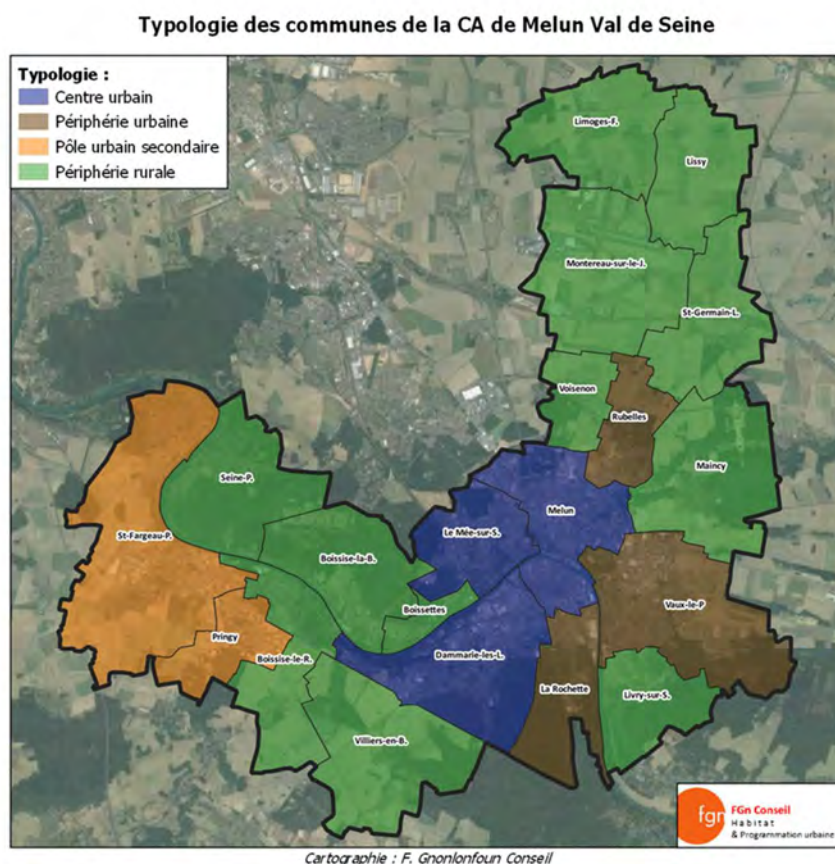 Typologie des communes de la CA de Melun Val de Seine
Typologie :
Centre urbain
Périphérie urbaine
Pôle urbain secondaire
Périphérie rurale
Limoges-F.
Lissy
Montereau-sur-le-J.
St-Germain-L.
Voisenon
Rubelles
Maincy
Seine-P.
Melun
Le Mée-sur-S.
St-Fargeau-P.
Boissise-la-B.
Boissettes
Vaux-le-P
Pringy
Boissise-le-R.
Dammarie-les-L.
La Rochette
Livry-sur-S.
Villiers-en-B.
fgn
FGn Conseil
Habitat
& Programmation urbaine
Cartographie : F. Gnonlonfoun Conseil